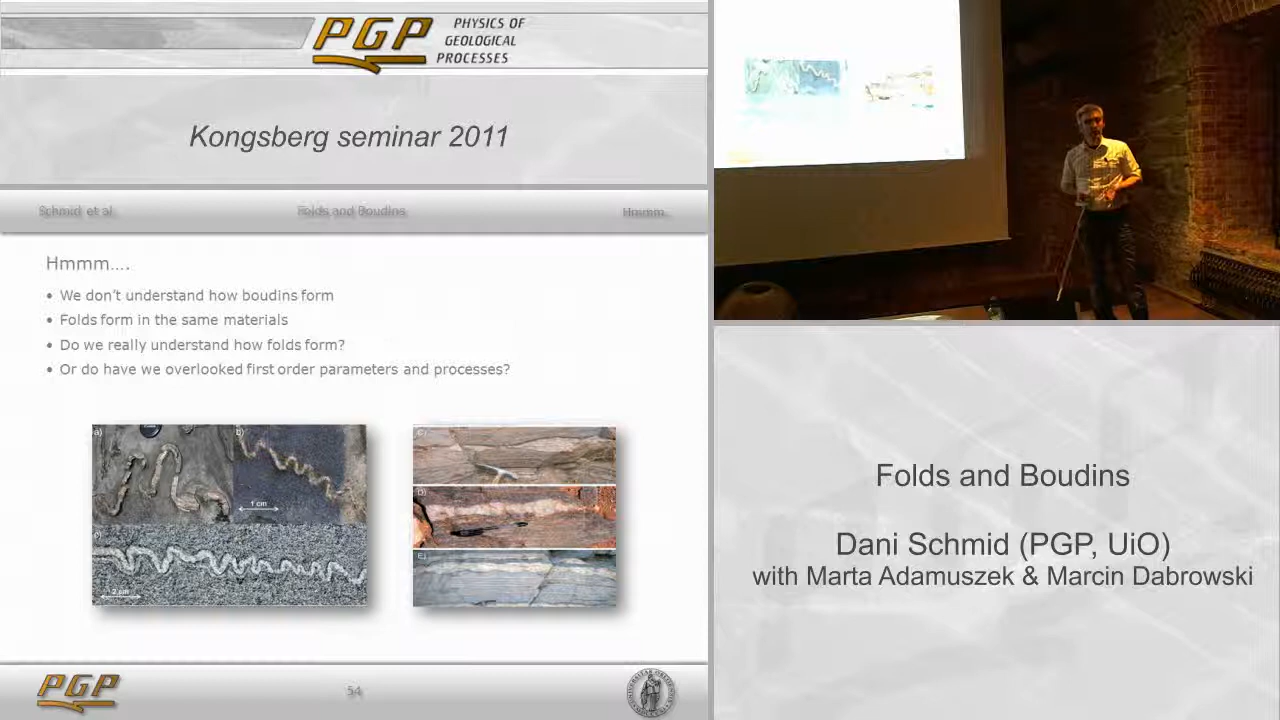 PGP
PHYSICS OF
GEOLOGICAL
PROCESSES
Kongsberg seminar 2011
Schmid et al.
Folds and Boudins
Hmmm...
Hmmm....
• We don't understand how boudins form
• Folds form in the same materials
• Do we really understand how folds form?
• Or do have we overlooked first order parameters and processes?
a)
b)
1 cm
2 cm
D)
E)
PGP
54
Folds and Boudins
Dani Schmid (PGP, UiO)
with Marta Adamuszek & Marcin Dabrowski